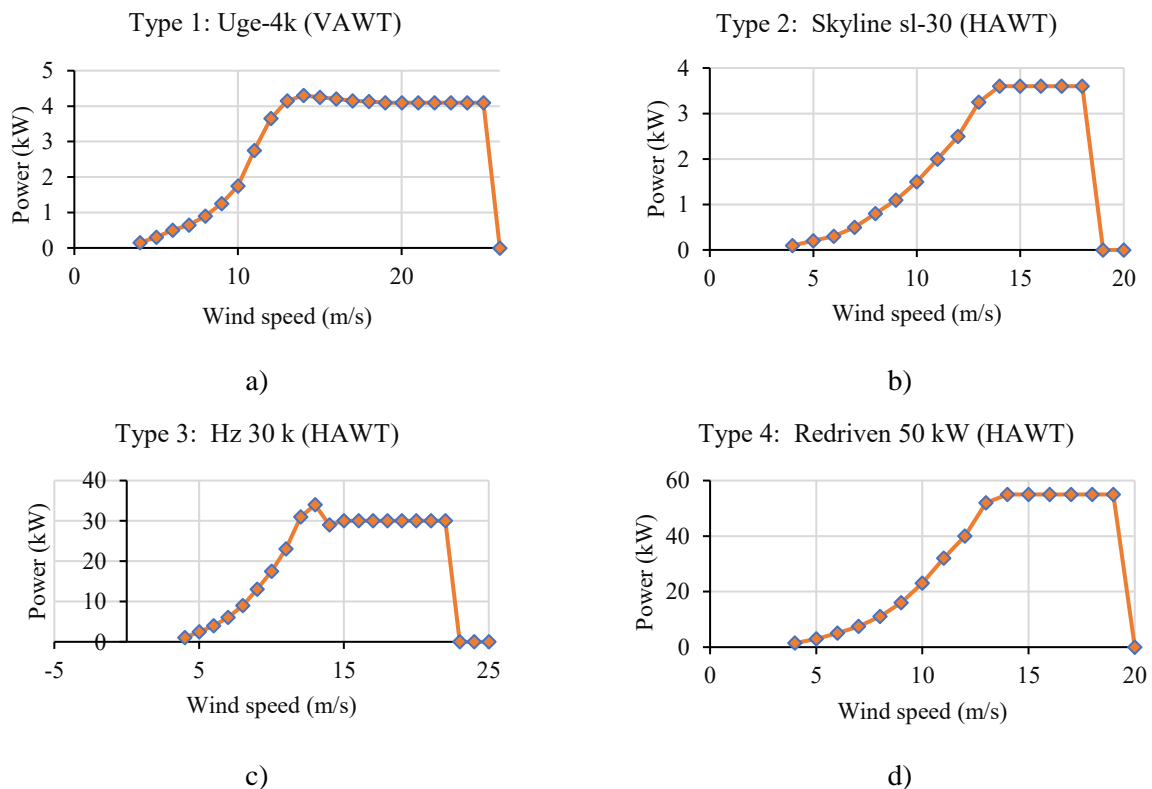 Type 1: Uge-4k (VAWT)
5
4
3
2
1
0
Power (kW)
0 10 20
Wind speed (m/s)
a)
Type 2: Skyline sl-30 (HAWT)
4
3
2
1
0
Power (kW)
0 5 10 15 20
Wind speed (m/s)
b)
Type 3: Hz 30 k (HAWT)
40
30
20
10
0
Power (kW)
-5 5 15 25
Wind speed (m/s)
c)
Type 4: Redriven 50 kW (HAWT)
60
40
20
0
Power (kW)
0 5 10 15 20
Wind speed (m/s)
d)